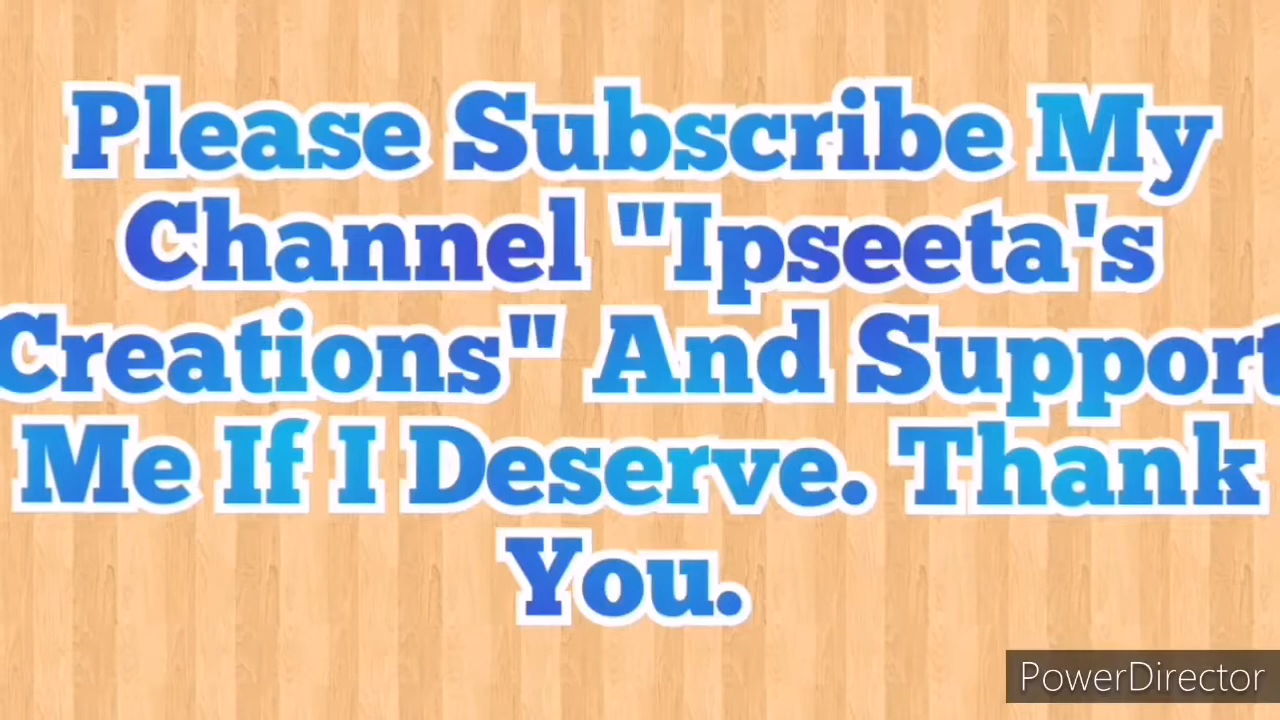 Please Subscribe My
Channel "Ipseeta's
Creations" And Support
Me If I Deserve. Thank
You.
PowerDirector